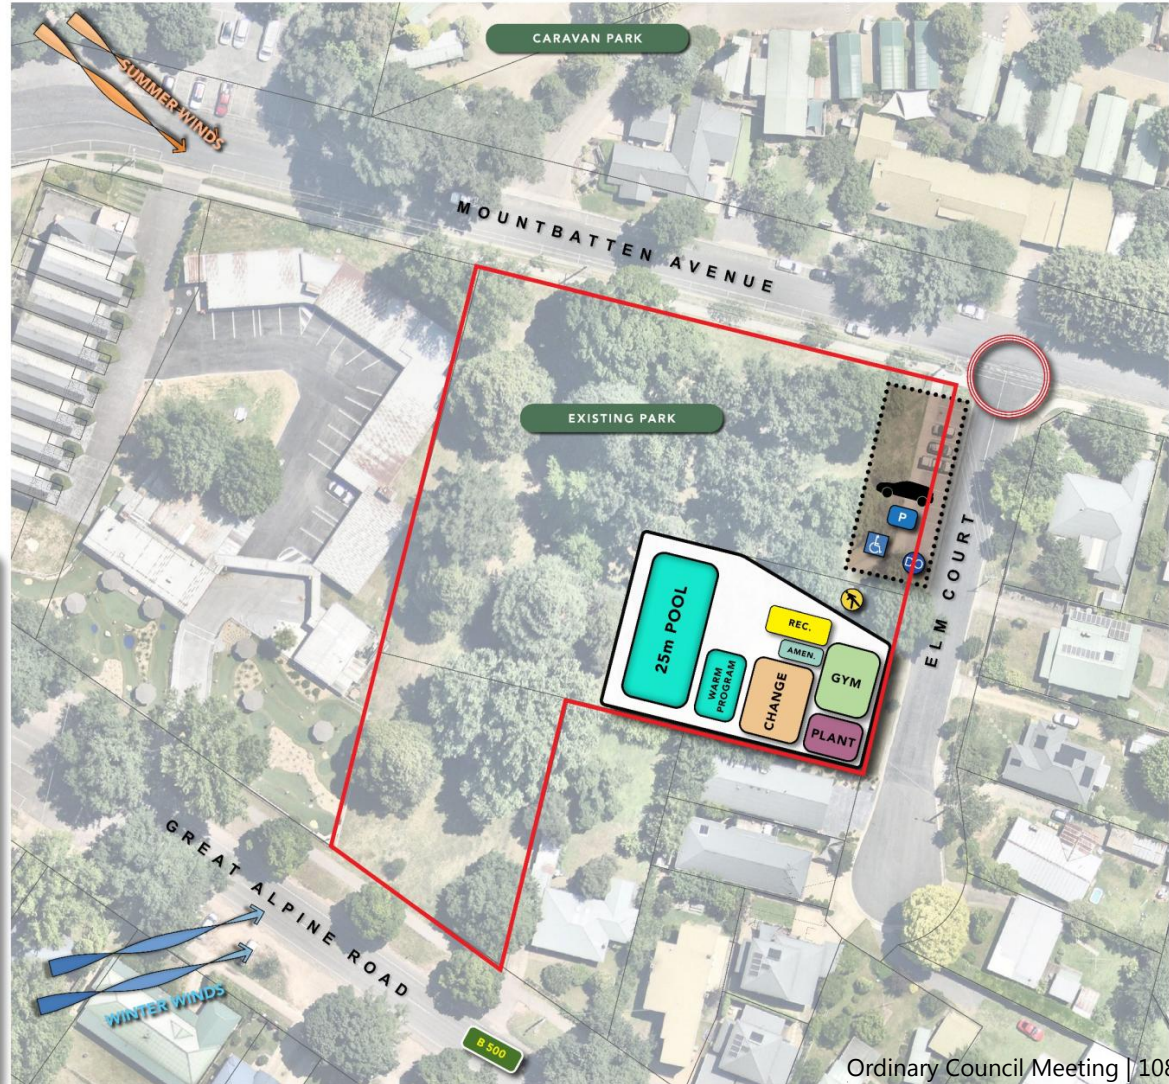 CARAVAN PARK
SUMMER WINDS
MOUNTBATTEN AVENUE
EXISTING PARK
P
DO
ELM COURT
25m POOL
REC.
AMEN.
WARM
PROGRAM
CHANGE
GYM
PLANT
GREAT ALPINE ROAD
WINTER WINDS
B 500
Ordinary Council Meeting | 108